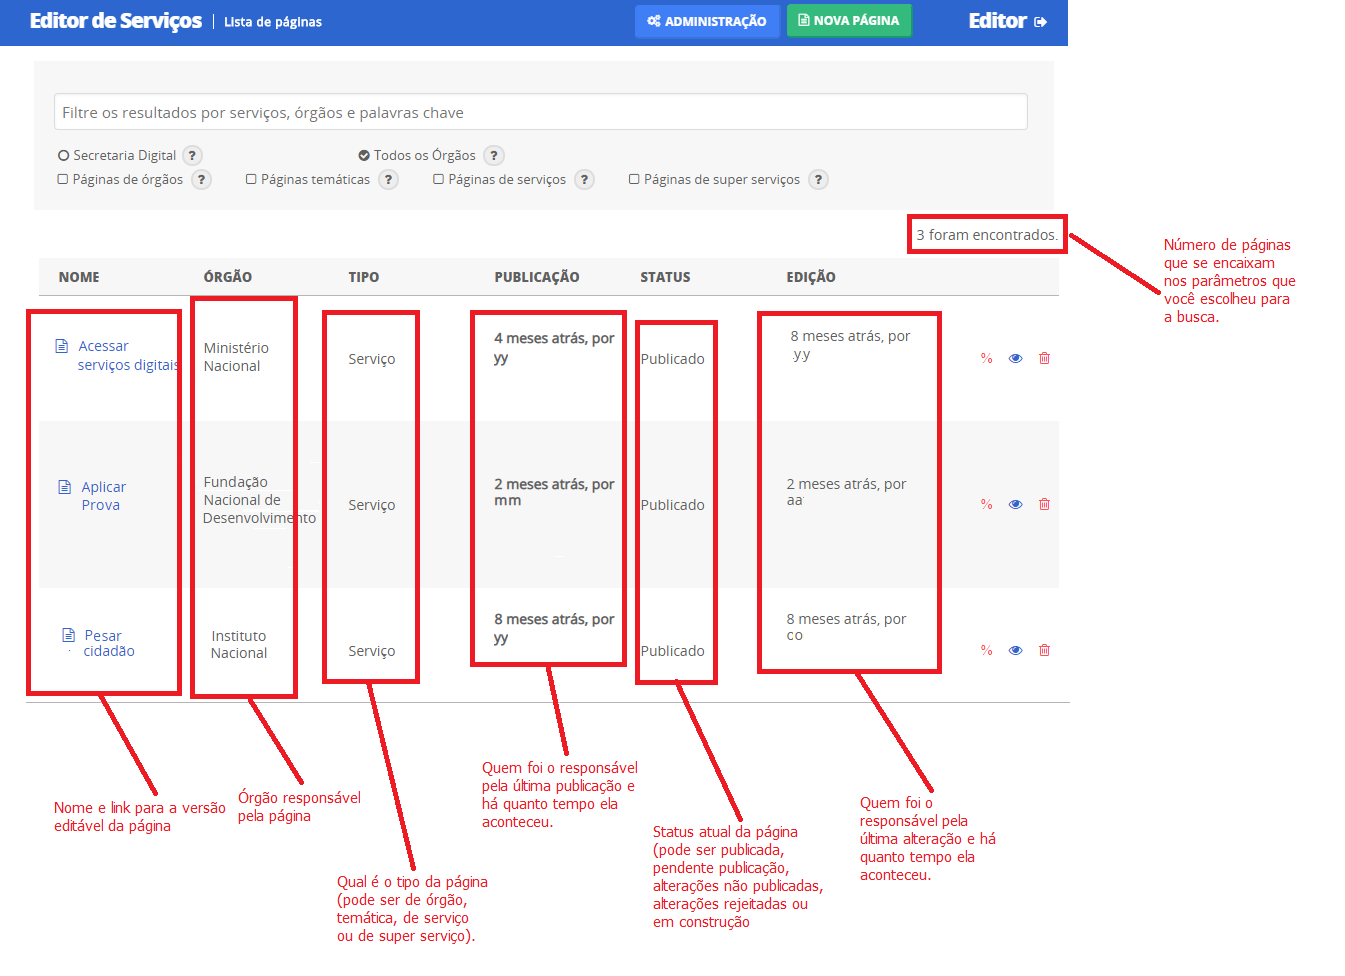 Editor de Serviços | Lista de páginas
ADMINISTRAÇÃO
NOVA PÁGINA
Editor
Filtre os resultados por serviços, órgãos e palavras chave
Secretaria Digital ?
Todos os Órgãos ?
Páginas de órgãos ?
Páginas temáticas ?
Páginas de serviços ?
Páginas de super serviços ?
3 foram encontrados.
Número de páginas
que se encaixam
nos parâmetros que
você escolheu para
a busca.
NOME
ÓRGÃO
TIPO
PUBLICAÇÃO
STATUS
EDIÇÃO
Acessar
serviços digitais
Ministério
Nacional
Serviço
4 meses atrás, por
yy
Publicado
8 meses atrás, por
yy
%
Aplicar
Prova
Fundação
Nacional de
Desenvolvimento
Serviço
2 meses atrás, por
mm
Publicado
2 meses atrás, por
aa
%
Pesar
cidadão
Instituto
Nacional
Serviço
8 meses atrás, por
yy
Publicado
8 meses atrás, por
co
%
Nome e link para a versão
editável da página
Órgão responsável
pela página
Qual é o tipo da página
(pode ser de órgão,
temática, de serviço
ou de super serviço).
Quem foi o responsável
pela última publicação e
há quanto tempo ela
aconteceu.
Status atual da página
(pode ser publicada,
pendente publicação,
alterações não publicadas,
alterações rejeitadas ou
em construção
Quem foi o
responsável pela
última alteração e há
quanto tempo ela
aconteceu.